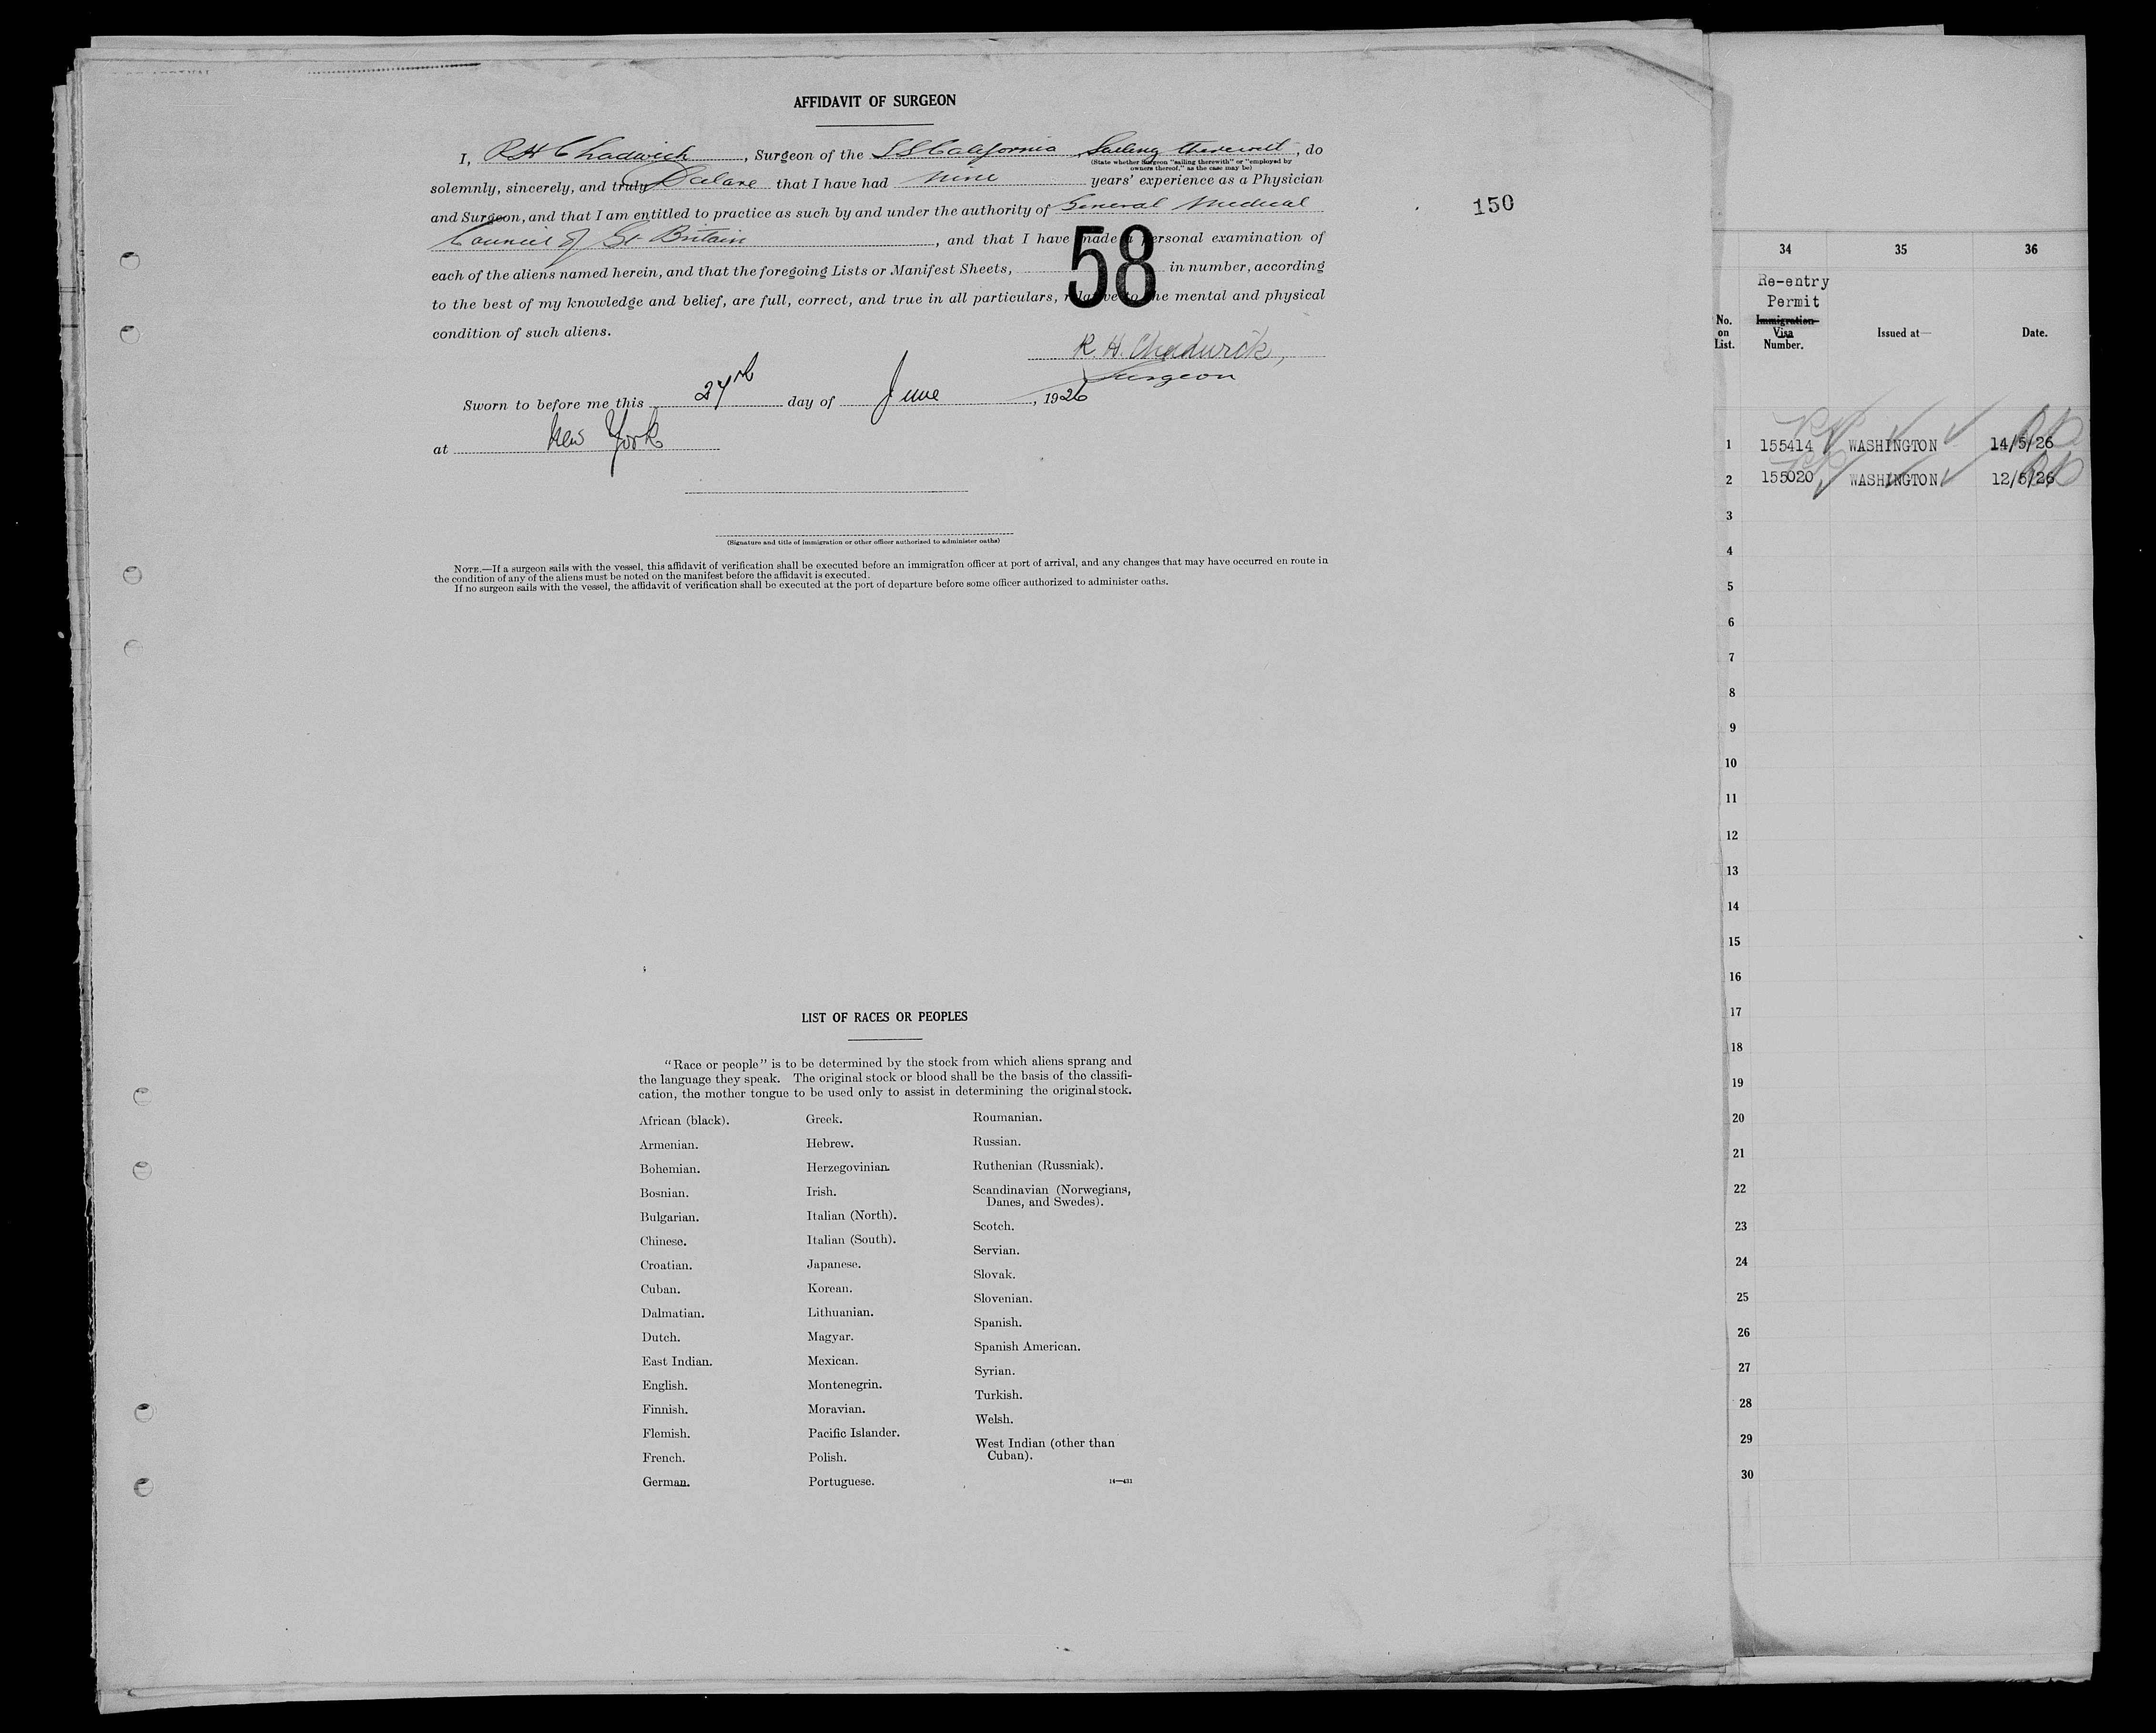 AFFIDAVIT OF SURGEON
I, R H Chadwick, Surgeon of the SS California Sailing therewith, do
(State whether Surgeon "sailing therewith" or "employed by
owners thereof," as the case may be)
solemnly, sincerely, and truly Declare that I have had nine years' experience as a Physician
and Surgeon, and that I am entitled to practice as such by and under the authority of General Medical
Council of Gt Britain, and that I have made a personal examination of
each of the aliens named herein, and that the foregoing Lists or Manifest Sheets, 58 in number, according
to the best of my knowledge and belief, are full, correct, and true in all particulars, relative to the mental and physical
condition of such aliens.
R. H. Chadwick,
Surgeon
Sworn to before me this 27th day of June, 1926
at New York
(Signature and title of immigration or other officer authorized to administer oaths)
NOTE.—If a surgeon sails with the vessel, this affidavit of verification shall be executed before an immigration officer at port of arrival, and any changes that may have occurred en route in
the condition of any of the aliens must be noted on the manifest before the affidavit is executed.
If no surgeon sails with the vessel, the affidavit of verification shall be executed at the port of departure before some officer authorized to administer oaths.
150
LIST OF RACES OR PEOPLES
"Race or people" is to be determined by the stock from which aliens sprang and
the language they speak. The original stock or blood shall be the basis of the classifi-
cation, the mother tongue to be used only to assist in determining the original stock.
African (black).
Armenian.
Bohemian.
Bosnian.
Bulgarian.
Chinese.
Croatian.
Cuban.
Dalmatian.
Dutch.
East Indian.
English.
Finnish.
Flemish.
French.
German.
Greek.
Hebrew.
Herzegovinian.
Irish.
Italian (North).
Italian (South).
Japanese.
Korean.
Lithuanian.
Magyar.
Mexican.
Montenegrin.
Moravian.
Pacific Islander.
Polish.
Portuguese.
Roumanian.
Russian.
Ruthenian (Russniak).
Scandinavian (Norwegians,
Danes, and Swedes).
Scotch.
Servian.
Slovak.
Slovenian.
Spanish.
Spanish American.
Syrian.
Turkish.
Welsh.
West Indian (other than
Cuban).
14—431
34 35 36
No.
on
List.
Re-entry
Permit
Immigration
Visa
Number.
Issued at—
Date.
1 155414 WASHINGTON 14/5/26
2 155020 WASHINGTON 12/5/26
3
4
5
6
7
8
9
10
11
12
13
14
15
16
17
18
19
20
21
22
23
24
25
26
27
28
29
30